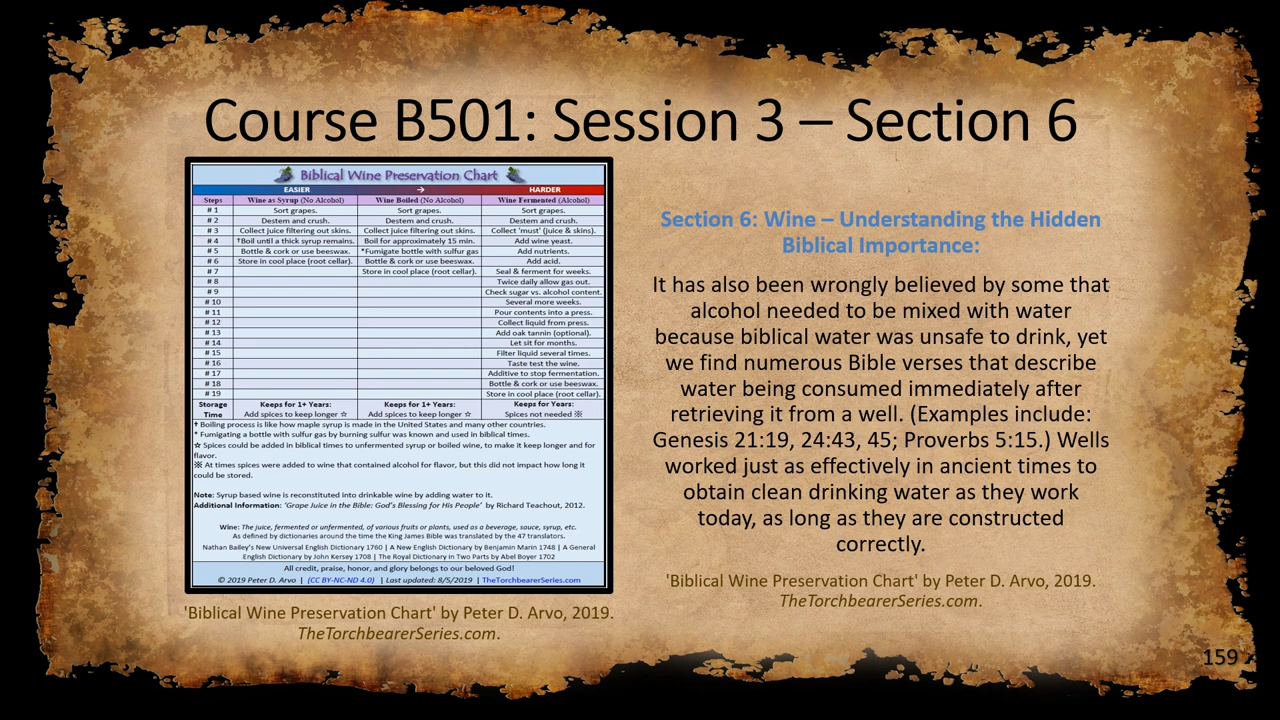 Course B501: Session 3 – Section 6
Biblical Wine Preservation Chart
EASIER → HARDER
Steps Wine as Syrup (No Alcohol) Wine Boiled (No Alcohol) Wine Fermented (Alcohol)
# 1 Sort grapes. Sort grapes. Sort grapes.
# 2 Destem and crush. Destem and crush. Destem and crush.
# 3 Collect juice filtering out skins. Collect juice filtering out skins. Collect 'must' (juice & skins).
# 4 †Boil until a thick syrup remains. Boil for approximately 15 min. Add wine yeast.
# 5 Bottle & cork or use beeswax. *Fumigate bottle with sulfur gas Add nutrients.
# 6 Store in cool place (root cellar). Bottle & cork or use beeswax. Add acid.
# 7 Store in cool place (root cellar). Seal & ferment for weeks.
# 8 Twice daily allow gas out.
# 9 Check sugar vs. alcohol content.
# 10 Several more weeks.
# 11 Pour contents into a press.
# 12 Collect liquid from press.
# 13 Add oak tannin (optional).
# 14 Let sit for months.
# 15 Filter liquid several times.
# 16 Taste test the wine.
# 17 Additive to stop fermentation.
# 18 Bottle & cork or use beeswax.
# 19 Store in cool place (root cellar).
Storage Keeps for 1+ Years: Keeps for 1+ Years: Keeps for Years:
Time Add spices to keep longer ☆ Add spices to keep longer ☆ Spices not needed ※
† Boiling process is like how maple syrup is made in the United States and many other countries.
* Fumigating a bottle with sulfur gas by burning sulfur was known and used in biblical times.
☆ Spices could be added in biblical times to unfermented syrup or boiled wine, to make it keep longer and for
flavor.
※ At times spices were added to wine that contained alcohol for flavor, but this did not impact how long it
could be stored.
Note: Syrup based wine is reconstituted into drinkable wine by adding water to it.
Additional Information: 'Grape Juice in the Bible: God's Blessing for His People' by Richard Teachout, 2012.
Wine: The juice, fermented or unfermented, of various fruits or plants, used as a beverage, sauce, syrup, etc.
As defined by dictionaries around the time the King James Bible was translated by the 47 translators.
Nathan Bailey's New Universal English Dictionary 1760 | A New English Dictionary by Benjamin Marin 1748 | A General
English Dictionary by John Kersey 1708 | The Royal Dictionary in Two Parts by Abel Boyer 1702
All credit, praise, honor, and glory belongs to our beloved God!
© 2019 Peter D. Arvo | (CC BY-NC-ND 4.0) | Last updated: 8/5/2019 | TheTorchbearerSeries.com
'Biblical Wine Preservation Chart' by Peter D. Arvo, 2019.
TheTorchbearerSeries.com.
Section 6: Wine – Understanding the Hidden
Biblical Importance:
It has also been wrongly believed by some that
alcohol needed to be mixed with water
because biblical water was unsafe to drink, yet
we find numerous Bible verses that describe
water being consumed immediately after
retrieving it from a well. (Examples include:
Genesis 21:19, 24:43, 45; Proverbs 5:15.) Wells
worked just as effectively in ancient times to
obtain clean drinking water as they work
today, as long as they are constructed
correctly.
'Biblical Wine Preservation Chart' by Peter D. Arvo, 2019.
TheTorchbearerSeries.com.
159